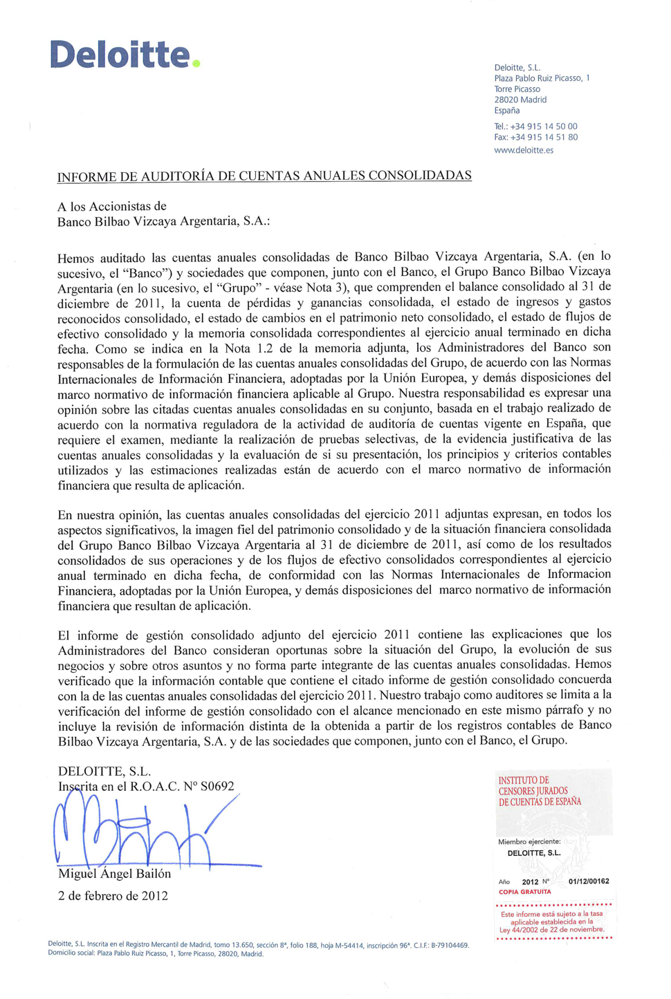 Deloitte.
Deloitte, S.L.
Plaza Pablo Ruiz Picasso, 1
Torre Picasso
28020 Madrid
España
Tel.: +34 915 14 50 00
Fax: +34 915 14 51 80
www.deloitte.es
INFORME DE AUDITORÍA DE CUENTAS ANUALES CONSOLIDADAS
A los Accionistas de
Banco Bilbao Vizcaya Argentaria, S.A.:
Hemos auditado las cuentas anuales consolidadas de Banco Bilbao Vizcaya Argentaria, S.A. (en lo
sucesivo, el “Banco”) y sociedades que componen, junto con el Banco, el Grupo Banco Bilbao Vizcaya
Argentaria (en lo sucesivo, el “Grupo” - véase Nota 3), que comprenden el balance consolidado al 31 de
diciembre de 2011, la cuenta de pérdidas y ganancias consolidada, el estado de ingresos y gastos
reconocidos consolidado, el estado de cambios en el patrimonio neto consolidado, el estado de flujos de
efectivo consolidado y la memoria consolidada correspondientes al ejercicio anual terminado en dicha
fecha. Como se indica en la Nota 1.2 de la memoria adjunta, los Administradores del Banco son
responsables de la formulación de las cuentas anuales consolidadas del Grupo, de acuerdo con las Normas
Internacionales de Información Financiera, adoptadas por la Unión Europea, y demás disposiciones del
marco normativo de información financiera aplicable al Grupo. Nuestra responsabilidad es expresar una
opinión sobre las citadas cuentas anuales consolidadas en su conjunto, basada en el trabajo realizado de
acuerdo con la normativa reguladora de la actividad de auditoría de cuentas vigente en España, que
requiere el examen, mediante la realización de pruebas selectivas, de la evidencia justificativa de las
cuentas anuales consolidadas y la evaluación de si su presentación, los principios y criterios contables
utilizados y las estimaciones realizadas están de acuerdo con el marco normativo de información
financiera que resulta de aplicación.
En nuestra opinión, las cuentas anuales consolidadas del ejercicio 2011 adjuntas expresan, en todos los
aspectos significativos, la imagen fiel del patrimonio consolidado y de la situación financiera consolidada
del Grupo Banco Bilbao Vizcaya Argentaria al 31 de diciembre de 2011, así como de los resultados
consolidados de sus operaciones y de los flujos de efectivo consolidados correspondientes al ejercicio
anual terminado en dicha fecha, de conformidad con las Normas Internacionales de Informacion
Financiera, adoptadas por la Unión Europea, y demás disposiciones del marco normativo de información
financiera que resultan de aplicación.
El informe de gestión consolidado adjunto del ejercicio 2011 contiene las explicaciones que los
Administradores del Banco consideran oportunas sobre la situación del Grupo, la evolución de sus
negocios y sobre otros asuntos y no forma parte integrante de las cuentas anuales consolidadas. Hemos
verificado que la información contable que contiene el citado informe de gestión consolidado concuerda
con la de las cuentas anuales consolidadas del ejercicio 2011. Nuestro trabajo como auditores se limita a la
verificación del informe de gestión consolidado con el alcance mencionado en este mismo párrafo y no
incluye la revisión de información distinta de la obtenida a partir de los registros contables de Banco
Bilbao Vizcaya Argentaria, S.A. y de las sociedades que componen, junto con el Banco, el Grupo.
DELOITTE, S.L.
Inscrita en el R.O.A.C. Nº S0692
Miguel Ángel Bailón
2 de febrero de 2012
INSTITUTO DE
CENSORES JURADOS
DE CUENTAS DE ESPAÑA
Miembro ejerciente:
DELOITTE, S.L.
Año 2012 Nº 01/12/00162
COPIA GRATUITA
Este informe está sujeto a la tasa
aplicable establecida en la
Ley 44/2002 de 22 de noviembre.
Deloitte, S.L. Inscrita en el Registro Mercantil de Madrid, tomo 13.650, sección 8ª, folio 188, hoja M-54414, inscripción 96ª. C.I.F.: B-79104469.
Domicilio social: Plaza Pablo Ruiz Picasso, 1, Torre Picasso, 28020, Madrid.